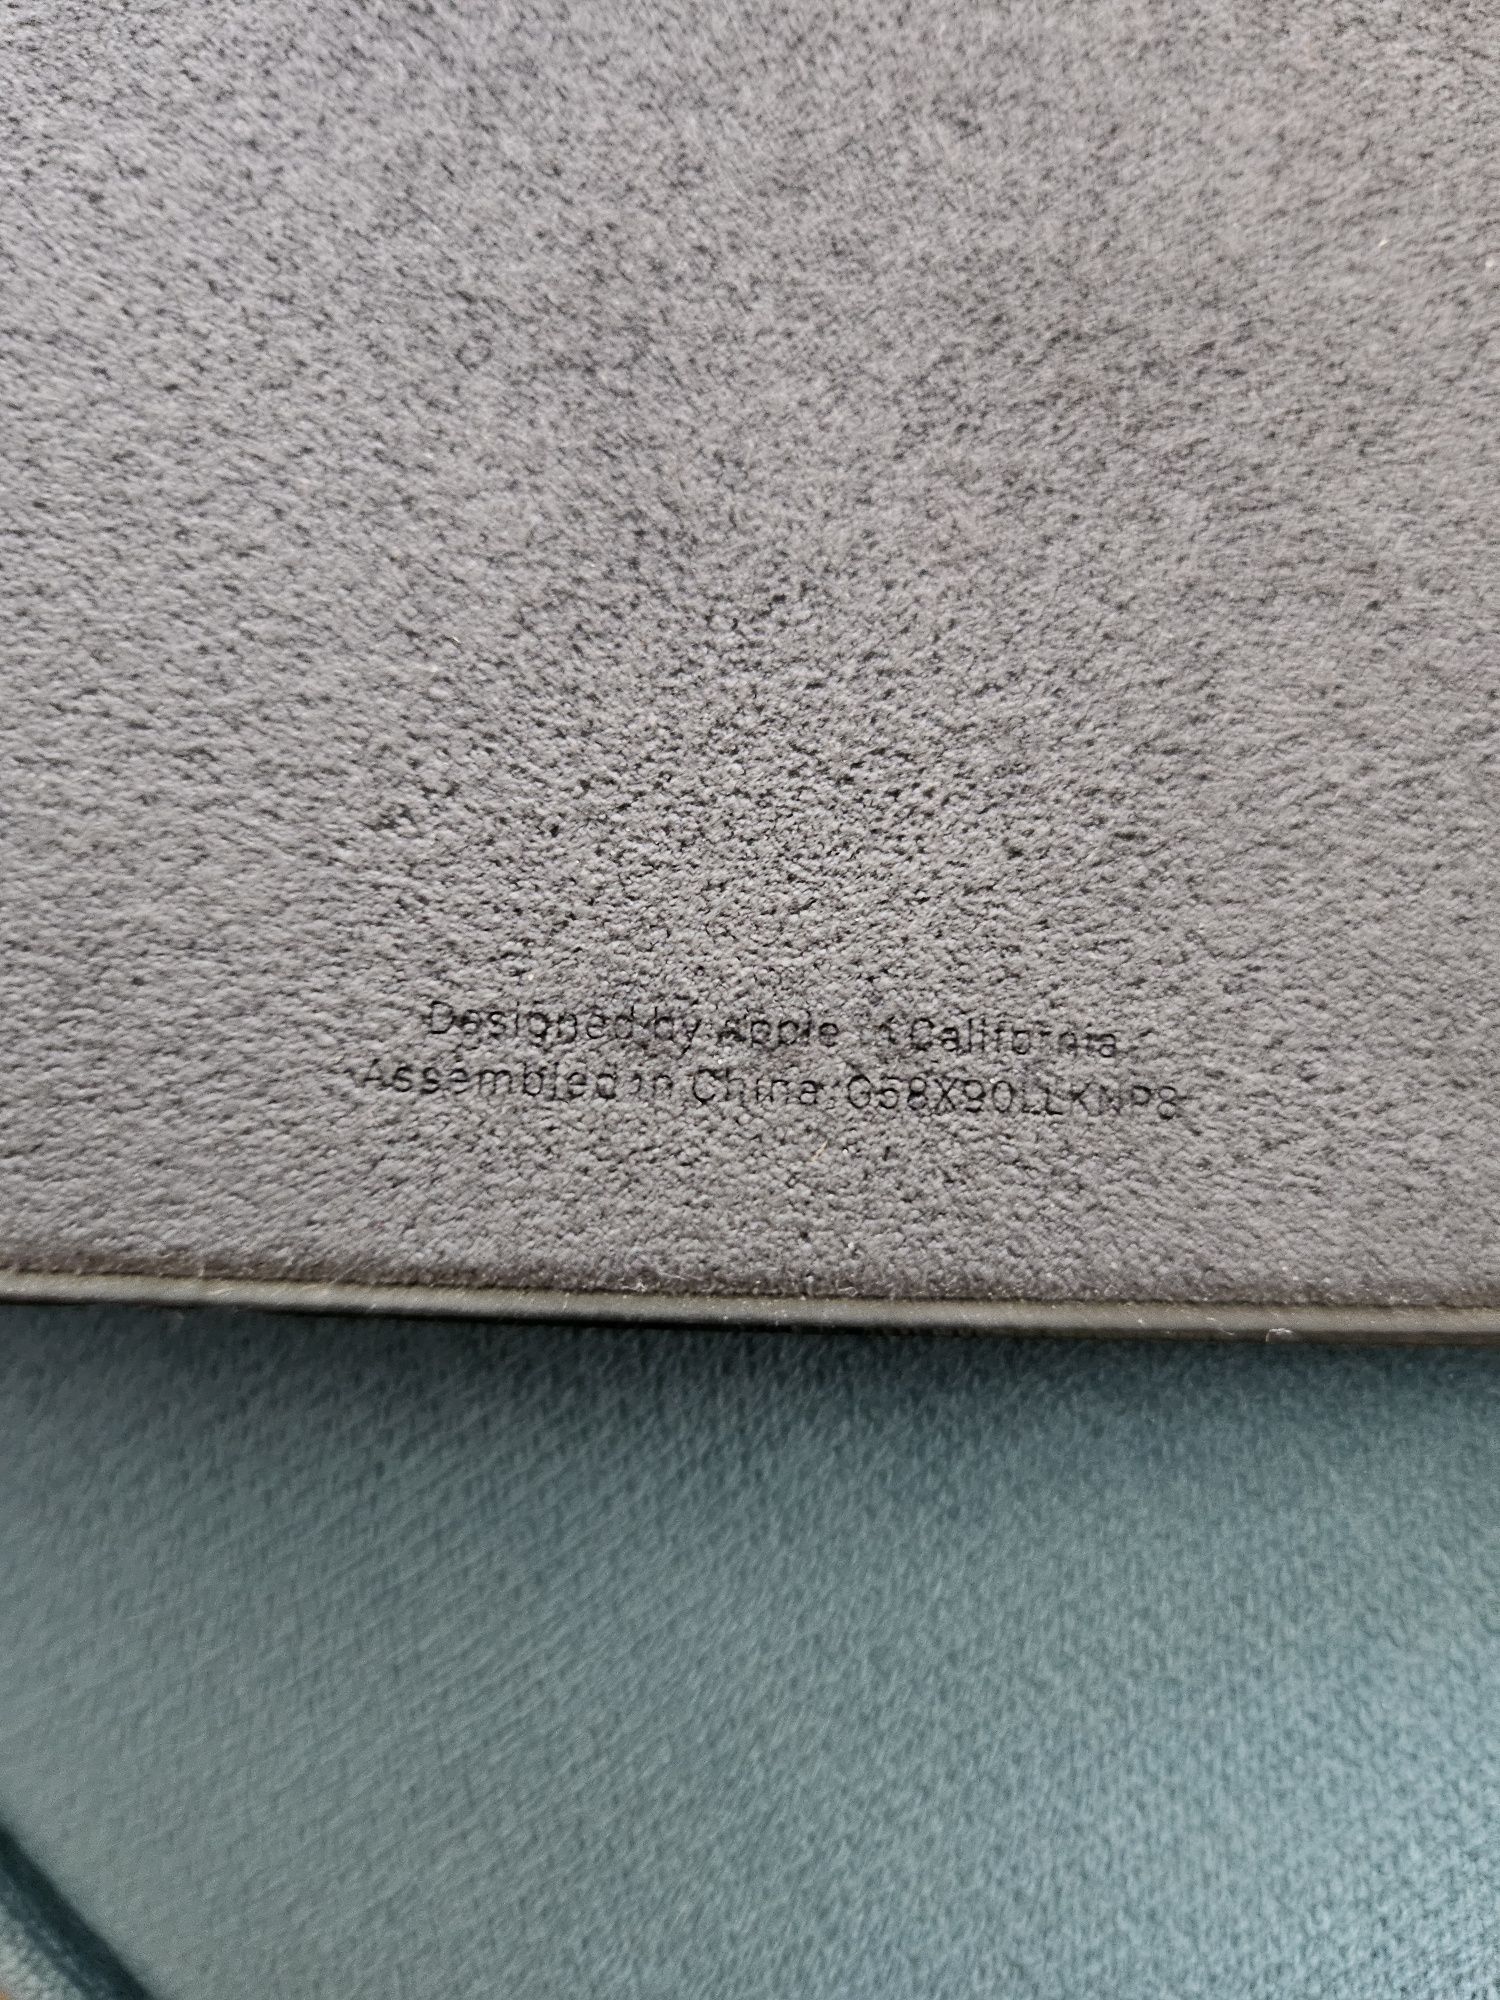 Designed by Apple in California
Assembled in China G58X90LLKNP8